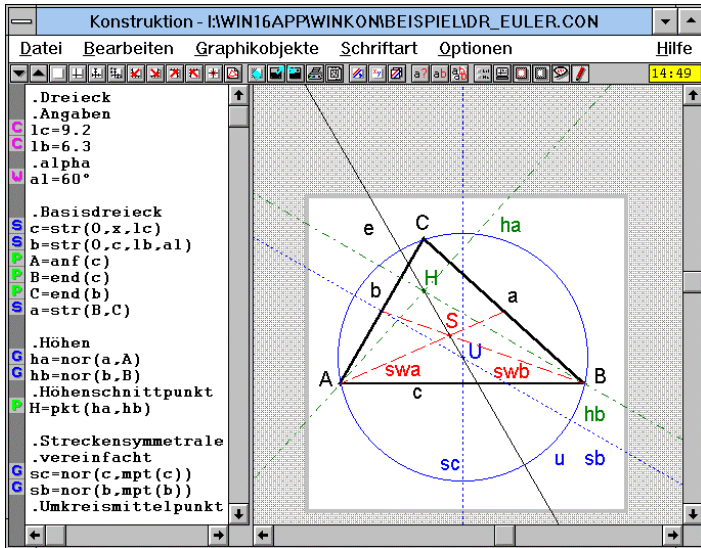 Konstruktion - I:\WIN16APP\WINKON\BEISPIEL\DR_EULER.CON
Datei Bearbeiten Graphikobjekte Schriftart Optionen Hilfe
a? ab 14:49
.Dreieck
.Angaben
C lc=9.2
C lb=6.3
.alpha
W al=60°
.Basisdreieck
S c=str(0,x,lc)
S b=str(0,c,lb,al)
P A=anf(c)
P B=end(c)
P C=end(b)
S a=str(B,C)
.Höhen
G ha=nor(a,A)
G hb=nor(b,B)
.Höhenschnittpunkt
P H=pkt(ha,hb)
.Streckensymmetrale
.vereinfacht
G sc=nor(c,mpt(c))
G sb=nor(b,mpt(b))
.Umkreismittelpunkt
e C ha
H
b a
S
U
A swa swb B
c
hb
sc u sb